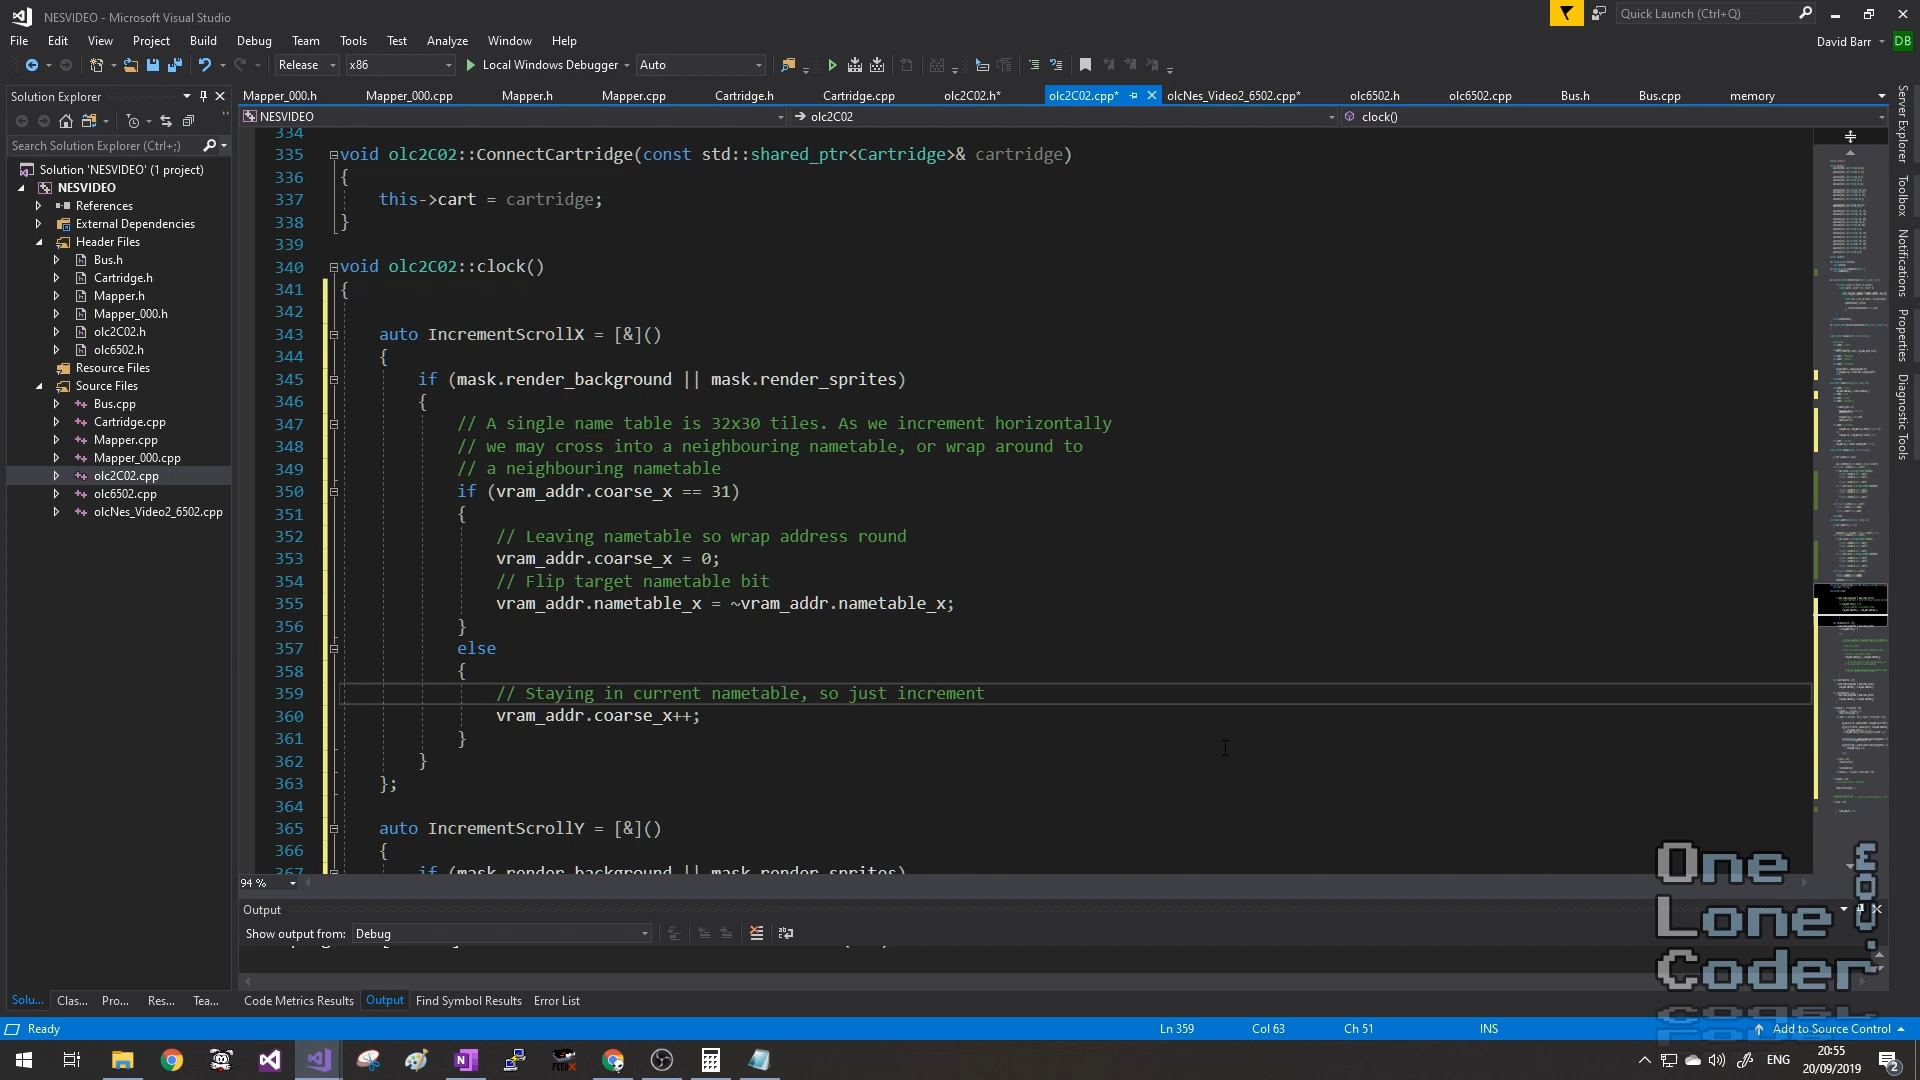 NESVIDEO - Microsoft Visual Studio
Quick Launch (Ctrl+Q)
File Edit View Project Build Debug Team Tools Test Analyze Window Help
David Barr DB
Release x86 Local Windows Debugger Auto
Solution Explorer
Mapper_000.h Mapper_000.cpp Mapper.h Mapper.cpp Cartridge.h Cartridge.cpp olc2C02.h* olc2C02.cpp* olcNes_Video2_6502.cpp* olc6502.h olc6502.cpp Bus.h Bus.cpp memory
NESVIDEO olc2C02 clock()
Search Solution Explorer (Ctrl+;)
Solution 'NESVIDEO' (1 project)
NESVIDEO
References
External Dependencies
Header Files
Bus.h
Cartridge.h
Mapper.h
Mapper_000.h
olc2C02.h
olc6502.h
Resource Files
Source Files
Bus.cpp
Cartridge.cpp
Mapper.cpp
Mapper_000.cpp
olc2C02.cpp
olc6502.cpp
olcNes_Video2_6502.cpp
334
335 void olc2C02::ConnectCartridge(const std::shared_ptr<Cartridge>& cartridge)
336 {
337 this->cart = cartridge;
338 }
339
340 void olc2C02::clock()
341 {
342
343 auto IncrementScrollX = [&]()
344 {
345 if (mask.render_background || mask.render_sprites)
346 {
347 // A single name table is 32x30 tiles. As we increment horizontally
348 // we may cross into a neighbouring nametable, or wrap around to
349 // a neighbouring nametable
350 if (vram_addr.coarse_x == 31)
351 {
352 // Leaving nametable so wrap address round
353 vram_addr.coarse_x = 0;
354 // Flip target nametable bit
355 vram_addr.nametable_x = ~vram_addr.nametable_x;
356 }
357 else
358 {
359 // Staying in current nametable, so just increment
360 vram_addr.coarse_x++;
361 }
362 }
363 };
364
365 auto IncrementScrollY = [&]()
366 {
367 if (mask.render_background || mask.render_sprites)
94 %
Server Explorer
Toolbox
Notifications
Properties
Diagnostic Tools
Output
Show output from: Debug
Solu... Clas... Pro... Res... Tea...
Code Metrics Results Output Find Symbol Results Error List
Ready Ln 359 Col 63 Ch 51 INS Add to Source Control
One
Lone
Coder
.com
ENG
20:55
20/09/2019
2